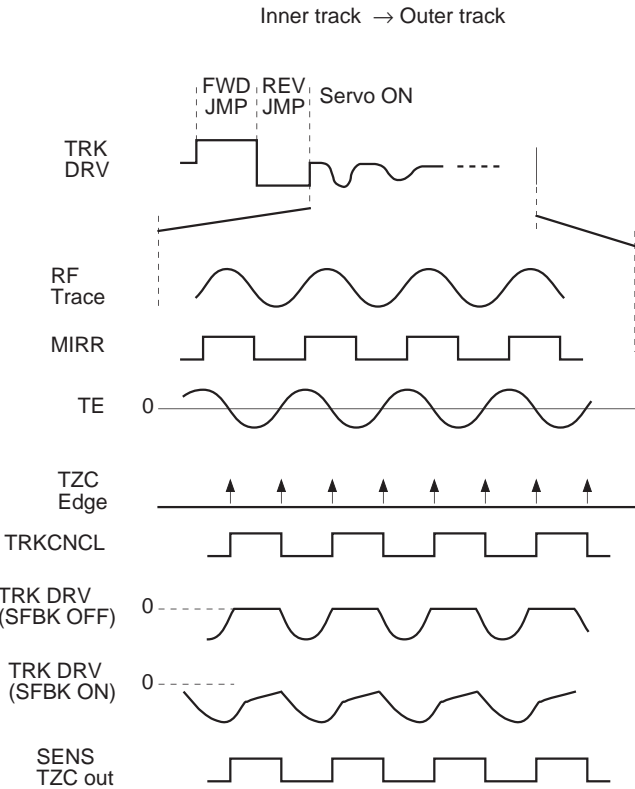 Inner track → Outer track
FWD REV
JMP JMP
Servo ON
TRK
DRV
RF
Trace
MIRR
TE 0
TZC
Edge
TRKCNCL
TRK DRV
(SFBK OFF)
0
TRK DRV
(SFBK ON)
0
SENS
TZC out